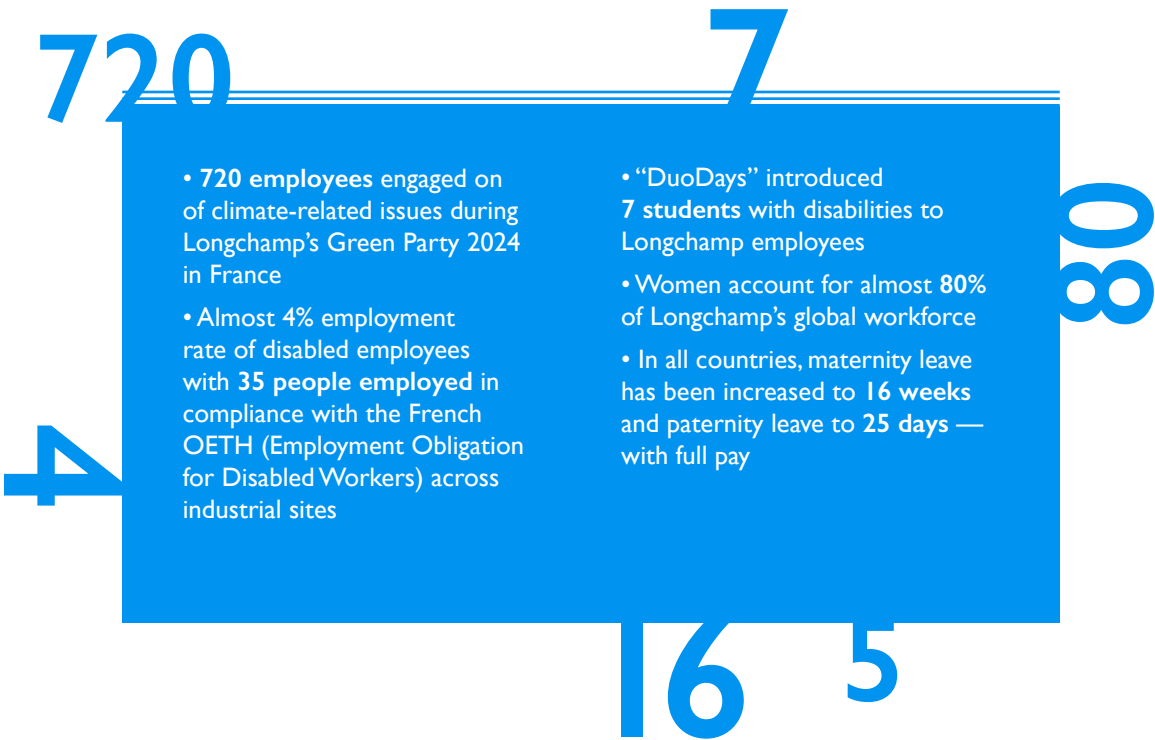 720
7
• 720 employees engaged on
of climate-related issues during
Longchamp’s Green Party 2024
in France
• Almost 4% employment
rate of disabled employees
with 35 people employed in
compliance with the French
OETH (Employment Obligation
for Disabled Workers) across
industrial sites
• “DuoDays” introduced
7 students with disabilities to
Longchamp employees
• Women account for almost 80%
of Longchamp’s global workforce
• In all countries, maternity leave
has been increased to 16 weeks
and paternity leave to 25 days —
with full pay
80
4
16
5